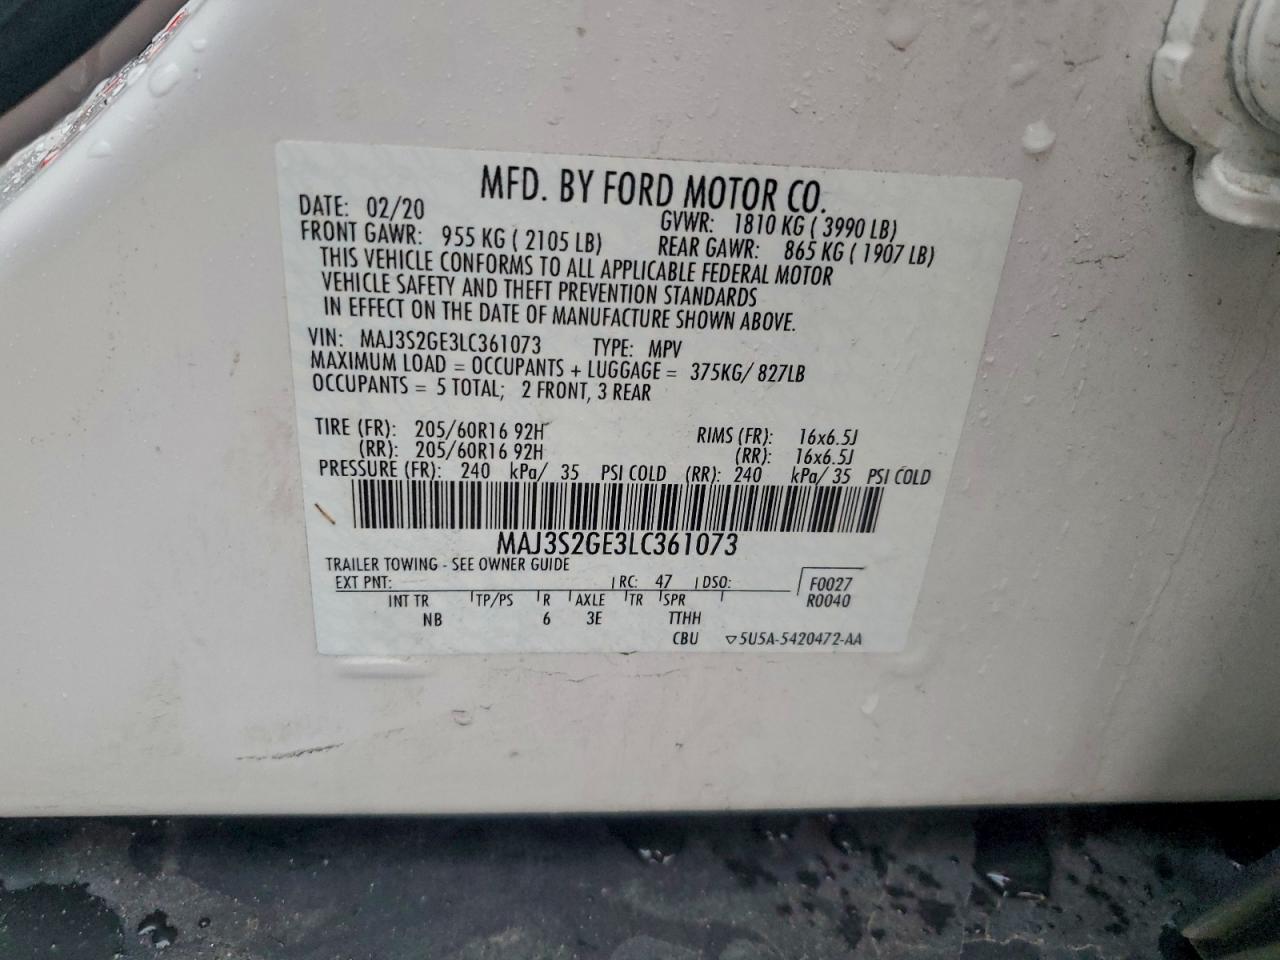 MFD. BY FORD MOTOR CO.
DATE: 02/20 GVWR: 1810 KG ( 3990 LB)
FRONT GAWR: 955 KG ( 2105 LB) REAR GAWR: 865 KG ( 1907 LB)
THIS VEHICLE CONFORMS TO ALL APPLICABLE FEDERAL MOTOR
VEHICLE SAFETY AND THEFT PREVENTION STANDARDS
IN EFFECT ON THE DATE OF MANUFACTURE SHOWN ABOVE.
VIN: MAJ3S2GE3LC361073 TYPE: MPV
MAXIMUM LOAD = OCCUPANTS + LUGGAGE = 375KG/ 827LB
OCCUPANTS = 5 TOTAL; 2 FRONT, 3 REAR
TIRE (FR): 205/60R16 92H RIMS (FR): 16x6.5J
(RR): 205/60R16 92H (RR): 16x6.5J
PRESSURE (FR): 240 kPa/ 35 PSI COLD (RR): 240 kPa/ 35 PSI COLD
MAJ3S2GE3LC361073
TRAILER TOWING - SEE OWNER GUIDE
EXT PNT: RC: 47 DSO: F0027
INT TR TP/PS R AXLE TR SPR R0040
NB 6 3E TTHH
CBU ▽5U5A-5420472-AA